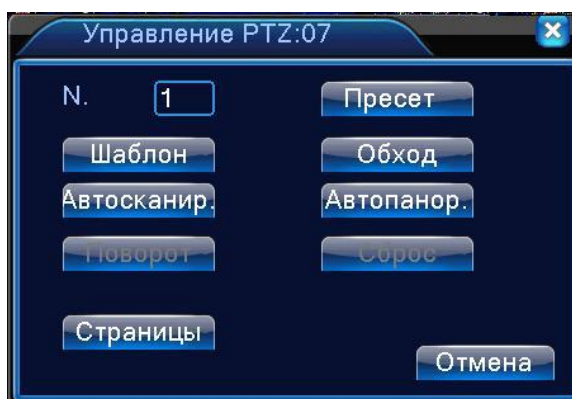 Управление PTZ:07
N. 1 Пресет
Шаблон Обход
Автосканир. Автопанор.
Поворот Сброс
Страницы
Отмена